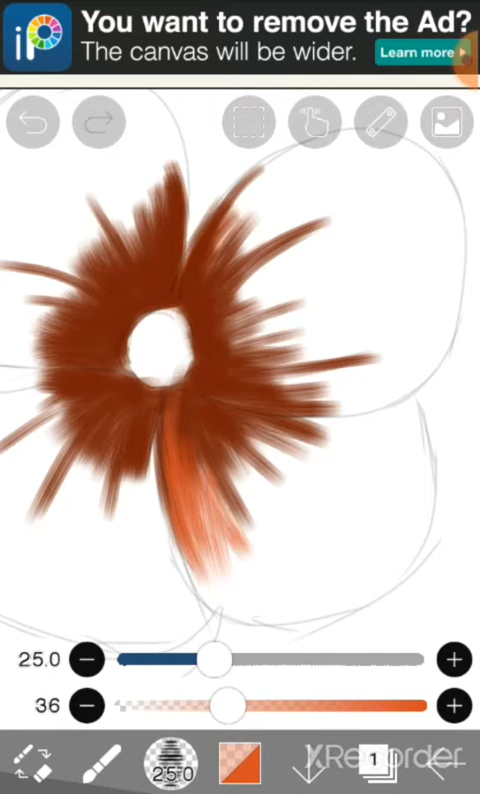 You want to remove the Ad?
iP
The canvas will be wider.
Learn more
25.0
36
25.0
1
XRecorder